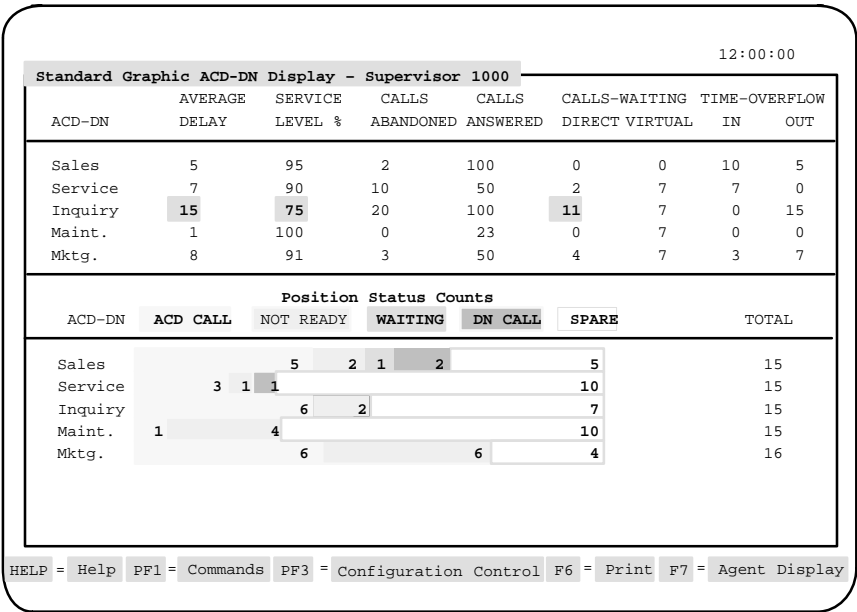 12:00:00
Standard Graphic ACD-DN Display - Supervisor 1000
AVERAGE SERVICE CALLS CALLS CALLS-WAITING TIME-OVERFLOW
ACD-DN DELAY LEVEL % ABANDONED ANSWERED DIRECT VIRTUAL IN OUT
Sales 5 95 2 100 0 0 10 5
Service 7 90 10 50 2 7 7 0
Inquiry 15 75 20 100 11 7 0 15
Maint. 1 100 0 23 0 7 0 0
Mktg. 8 91 3 50 4 7 3 7
Position Status Counts
ACD-DN ACD CALL NOT READY WAITING DN CALL SPARE TOTAL
Sales 5 2 1 2 5 15
Service 3 1 1 10 15
Inquiry 6 2 7 15
Maint. 1 4 10 15
Mktg. 6 6 4 16
HELP = Help PF1 = Commands PF3 = Configuration Control F6 = Print F7 = Agent Display